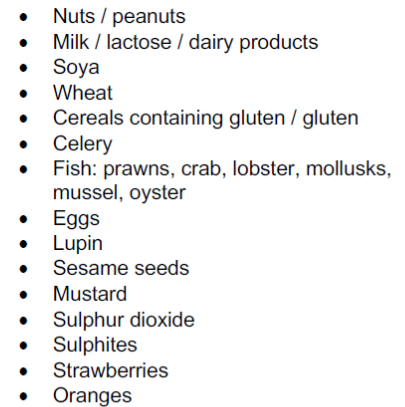 • Nuts / peanuts
• Milk / lactose / dairy products
• Soya
• Wheat
• Cereals containing gluten / gluten
• Celery
• Fish: prawns, crab, lobster, mollusks,
mussel, oyster
• Eggs
• Lupin
• Sesame seeds
• Mustard
• Sulphur dioxide
• Sulphites
• Strawberries
• Oranges